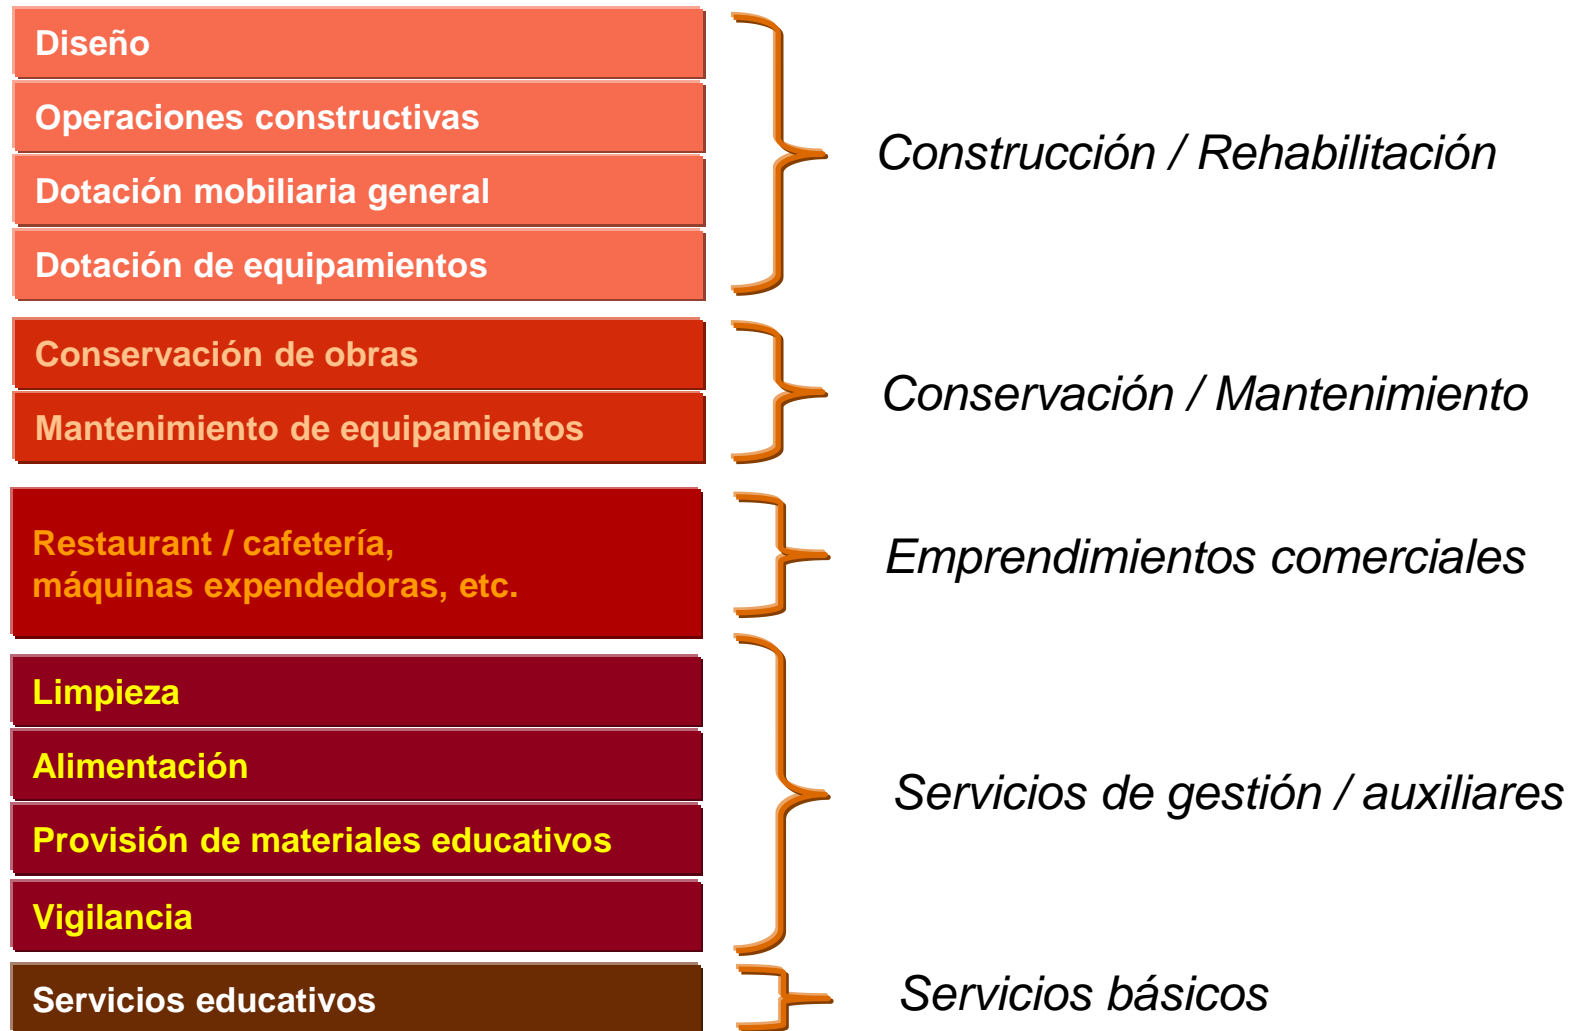 Diseño
Operaciones constructivas
Dotación mobiliaria general
Dotación de equipamientos
Construcción / Rehabilitación
Conservación de obras
Mantenimiento de equipamientos
Conservación / Mantenimiento
Restaurant / cafetería,
máquinas expendedoras, etc.
Emprendimientos comerciales
Limpieza
Alimentación
Provisión de materiales educativos
Vigilancia
Servicios de gestión / auxiliares
Servicios educativos
Servicios básicos